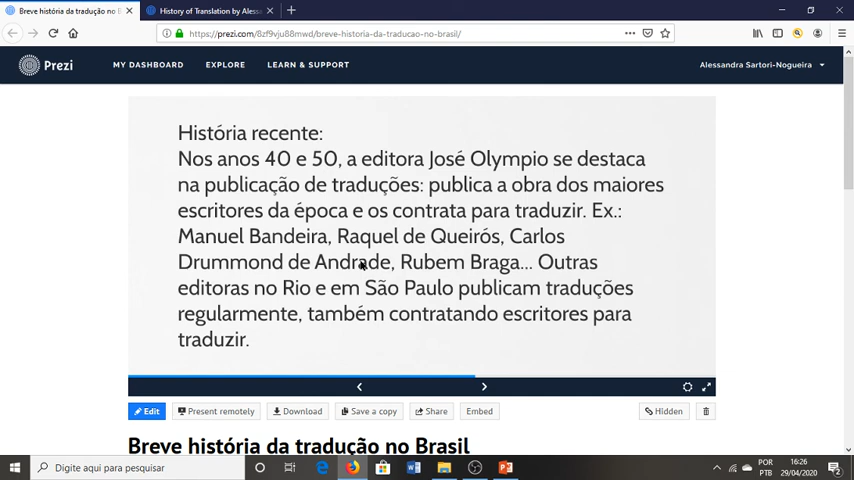 Breve história da tradução no B
History of Translation by Aless
https://prezi.com/8zf9vju88mwd/breve-historia-da-traducao-no-brasil/
Prezi
MY DASHBOARD
EXPLORE
LEARN & SUPPORT
Alessandra Sartori-Nogueira
História recente:
Nos anos 40 e 50, a editora José Olympio se destaca
na publicação de traduções: publica a obra dos maiores
escritores da época e os contrata para traduzir. Ex.:
Manuel Bandeira, Raquel de Queirós, Carlos
Drummond de Andrade, Rubem Braga... Outras
editoras no Rio e em São Paulo publicam traduções
regularmente, também contratando escritores para
traduzir.
Edit
Present remotely
Download
Save a copy
Share
Embed
Hidden
Breve história da tradução no Brasil
Digite aqui para pesquisar
POR
PTB
16:26
29/04/2020
2